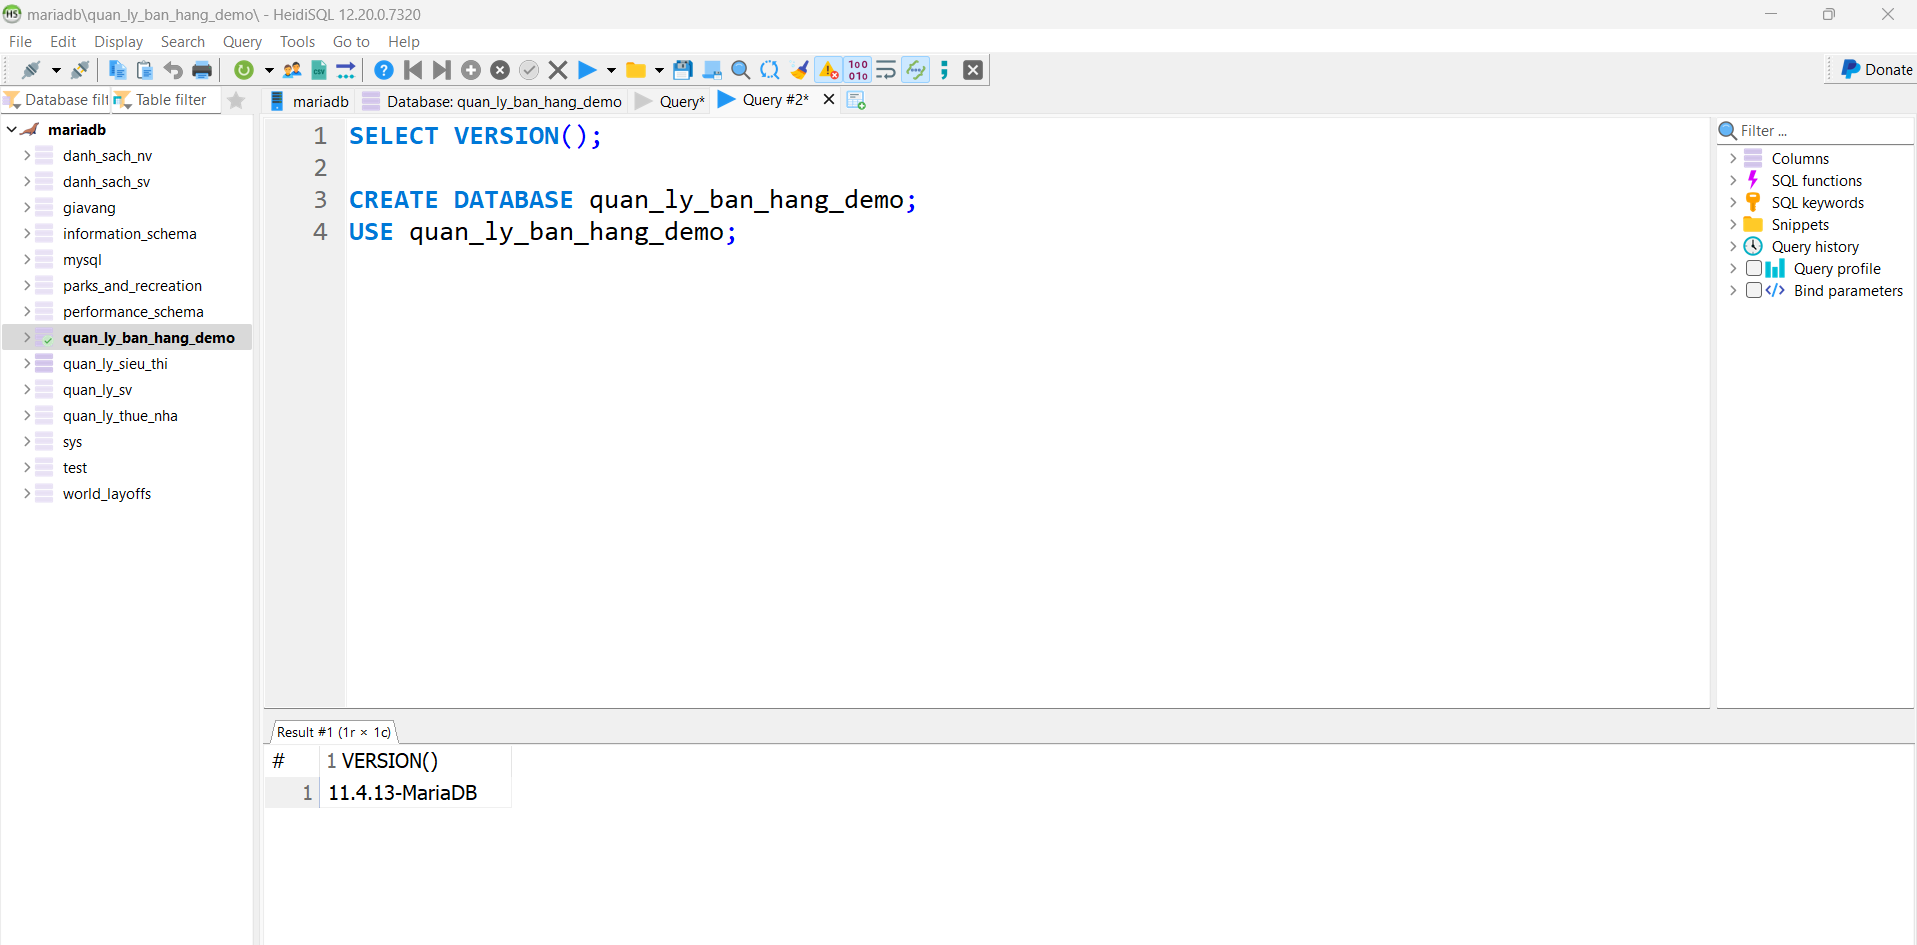 mariadb\quan_ly_ban_hang_demo\ - HeidiSQL 12.20.0.7320
File Edit Display Search Query Tools Go to Help
Donate
Database filt Table filter
mariadb Database: quan_ly_ban_hang_demo Query* Query #2*
mariadb
danh_sach_nv
danh_sach_sv
giavang
information_schema
mysql
parks_and_recreation
performance_schema
quan_ly_ban_hang_demo
quan_ly_sieu_thi
quan_ly_sv
quan_ly_thue_nha
sys
test
world_layoffs
1 SELECT VERSION();
2
3 CREATE DATABASE quan_ly_ban_hang_demo;
4 USE quan_ly_ban_hang_demo;
Filter ...
Columns
SQL functions
SQL keywords
Snippets
Query history
Query profile
Bind parameters
Result #1 (1r × 1c)
# 1 VERSION()
1 11.4.13-MariaDB